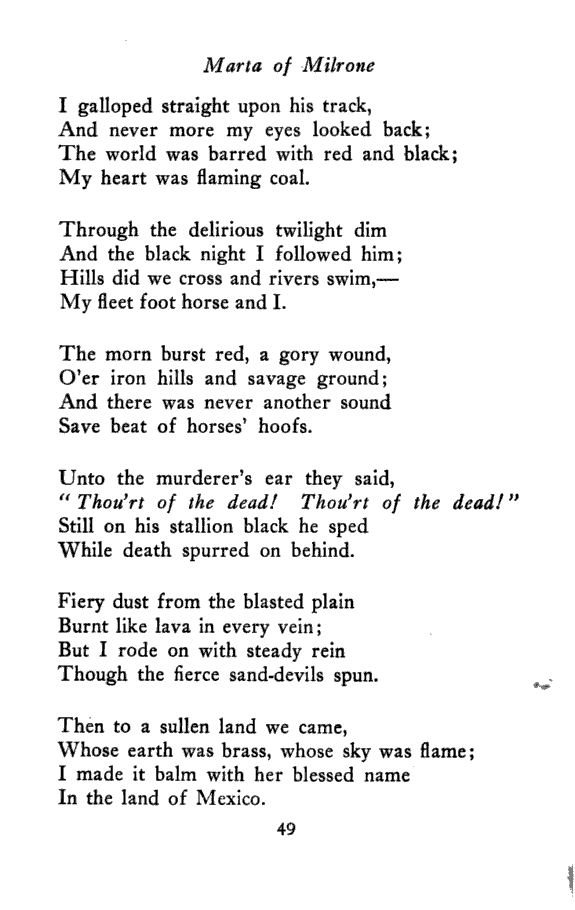 Marta of Milrone
I galloped straight upon his track,
And never more my eyes looked back;
The world was barred with red and black;
My heart was flaming coal.
Through the delirious twilight dim
And the black night I followed him;
Hills did we cross and rivers swim,—
My fleet foot horse and I.
The morn burst red, a gory wound,
O'er iron hills and savage ground;
And there was never another sound
Save beat of horses' hoofs.
Unto the murderer's ear they said,
"Thou'rt of the dead! Thou'rt of the dead!"
Still on his stallion black he sped
While death spurred on behind.
Fiery dust from the blasted plain
Burnt like lava in every vein;
But I rode on with steady rein
Though the fierce sand-devils spun.
Then to a sullen land we came,
Whose earth was brass, whose sky was flame;
I made it balm with her blessed name
In the land of Mexico.
49